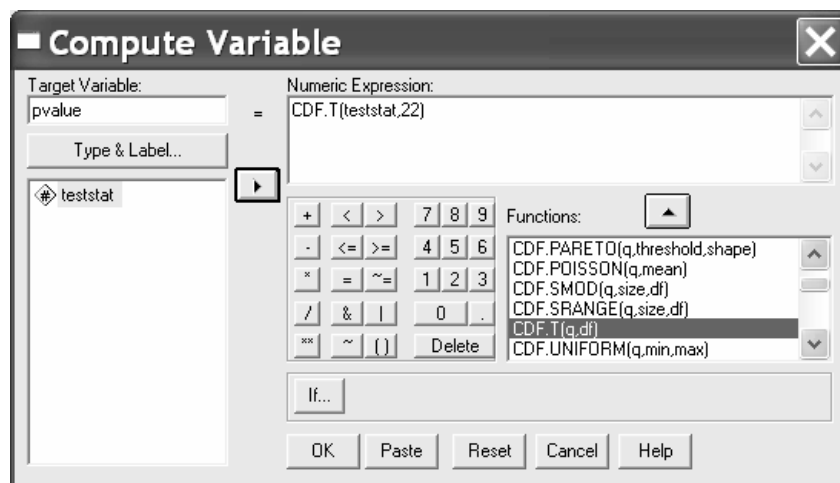 Compute Variable
Target Variable:
pvalue
=
Numeric Expression:
CDF.T(teststat,22)
Type & Label...
# teststat
+ < > 7 8 9
- <= >= 4 5 6
* = ~= 1 2 3
/ & | 0 .
** ~ () Delete
Functions:
CDF.PARETO(q,threshold,shape)
CDF.POISSON(q,mean)
CDF.SMOD(q,size,df)
CDF.SRANGE(q,size,df)
CDF.T(q,df)
CDF.UNIFORM(q,min,max)
If...
OK Paste Reset Cancel Help